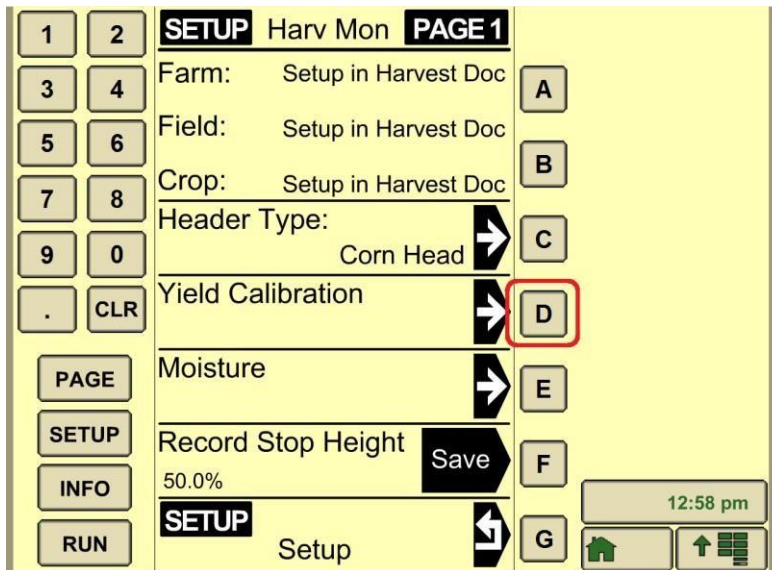 1 2
3 4
5 6
7 8
9 0
. CLR
PAGE
SETUP
INFO
RUN
SETUP Harv Mon PAGE 1
Farm: Setup in Harvest Doc
Field: Setup in Harvest Doc
Crop: Setup in Harvest Doc
Header Type:
Corn Head
Yield Calibration
Moisture
Record Stop Height
Save
50.0%
SETUP
Setup
A
B
C
D
E
F
G
12:58 pm